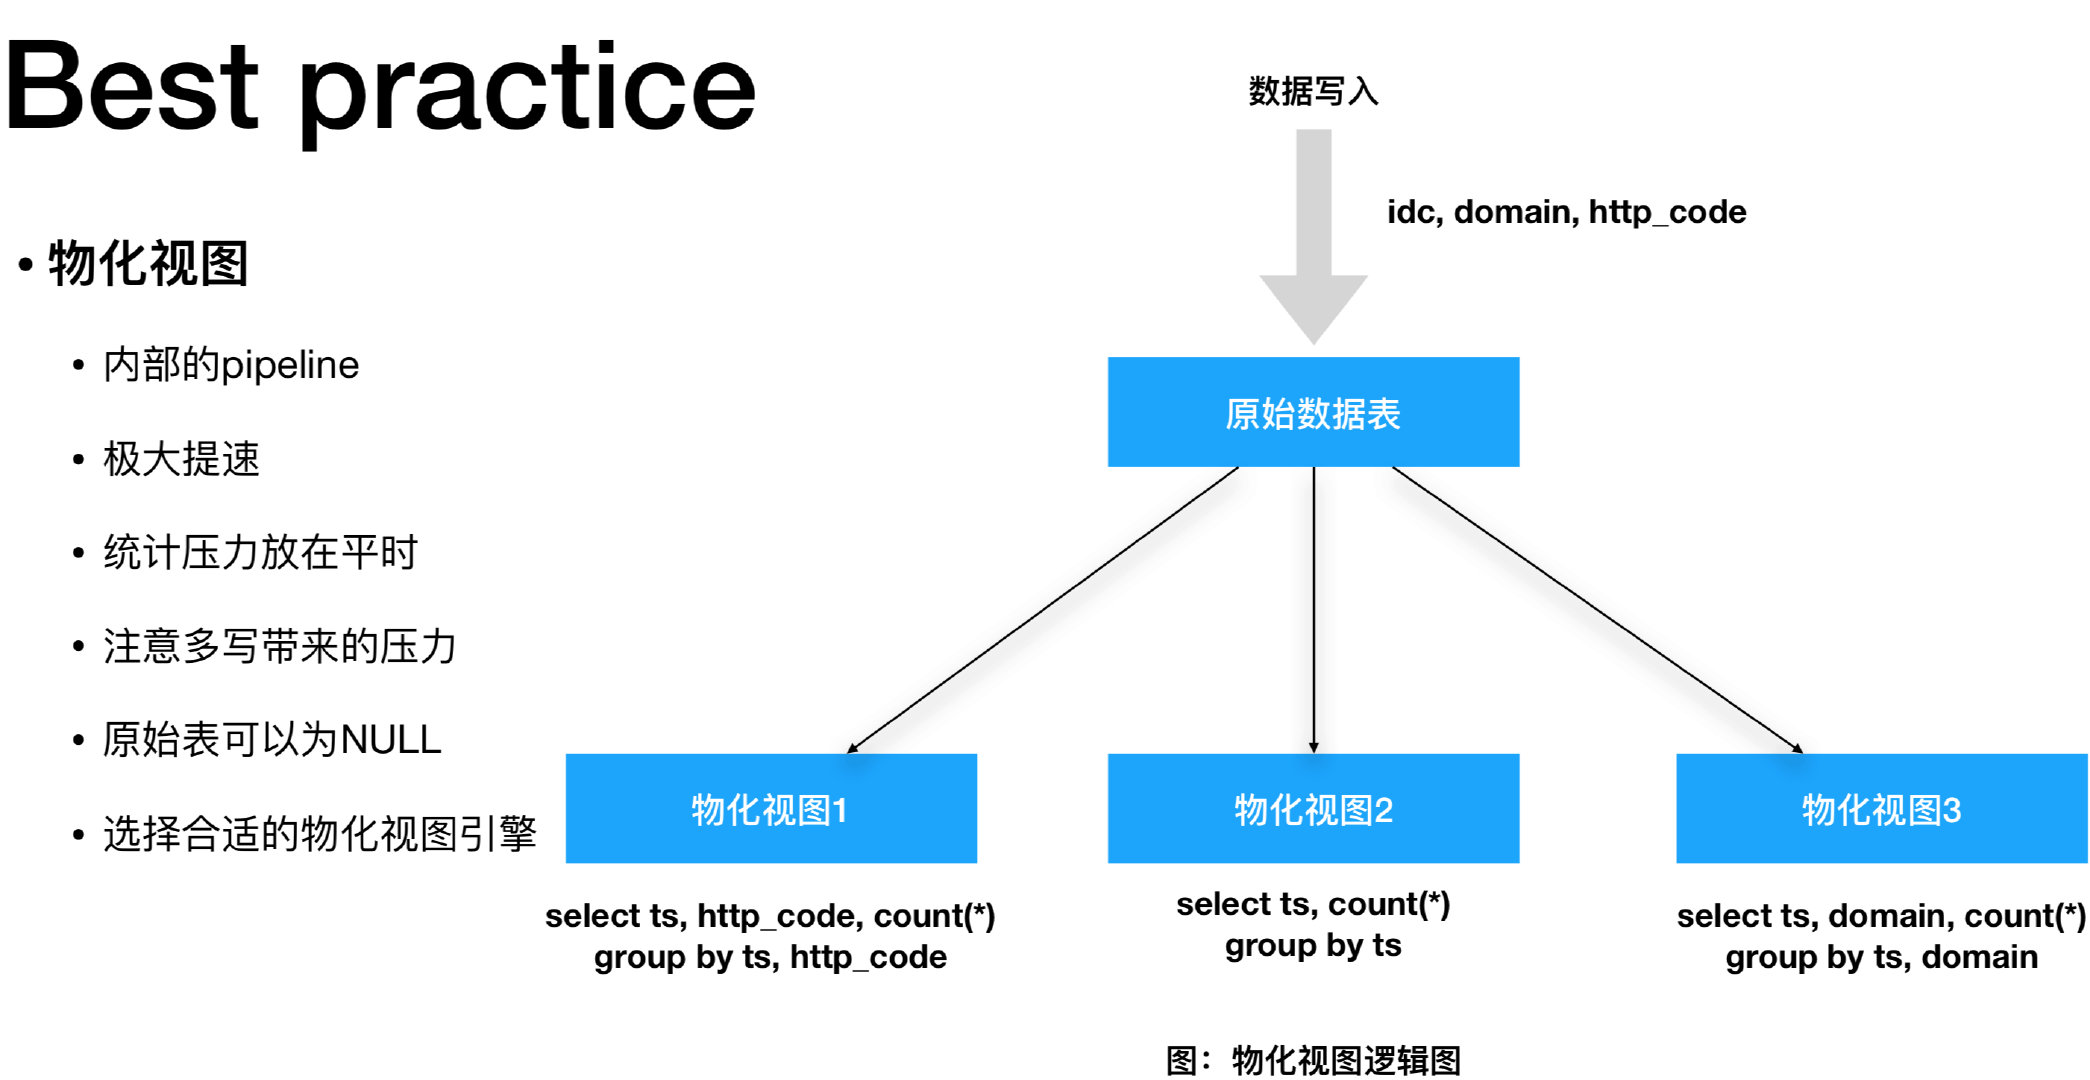 Best practice
• 物化视图
• 内部的pipeline
• 极大提速
• 统计压力放在平时
• 注意多写带来的压力
• 原始表可以为NULL
• 选择合适的物化视图引擎
数据写入
idc, domain, http_code
原始数据表
物化视图1
物化视图2
物化视图3
select ts, http_code, count(*)
group by ts, http_code
select ts, count(*)
group by ts
select ts, domain, count(*)
group by ts, domain
图：物化视图逻辑图